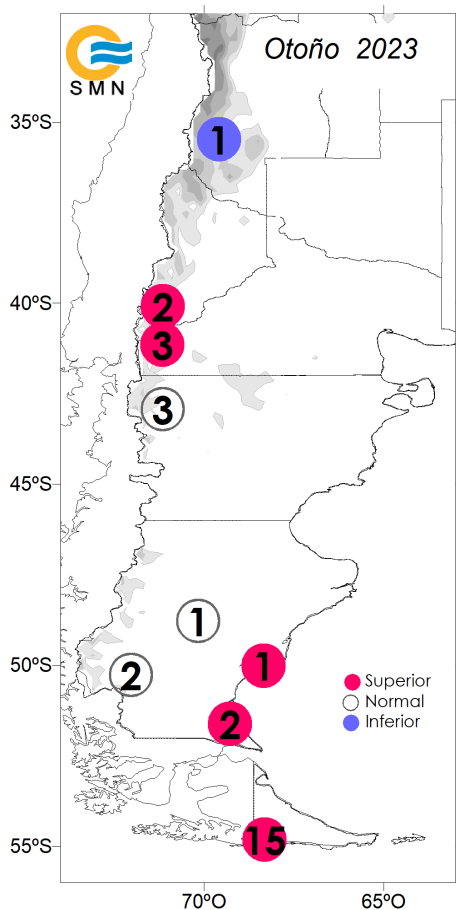 SMN
Otoño 2023
35ºS
1
40ºS
2
3
3
45ºS
1
50ºS
1
2
2
Superior
Normal
Inferior
55ºS
15
70ºO 65ºO